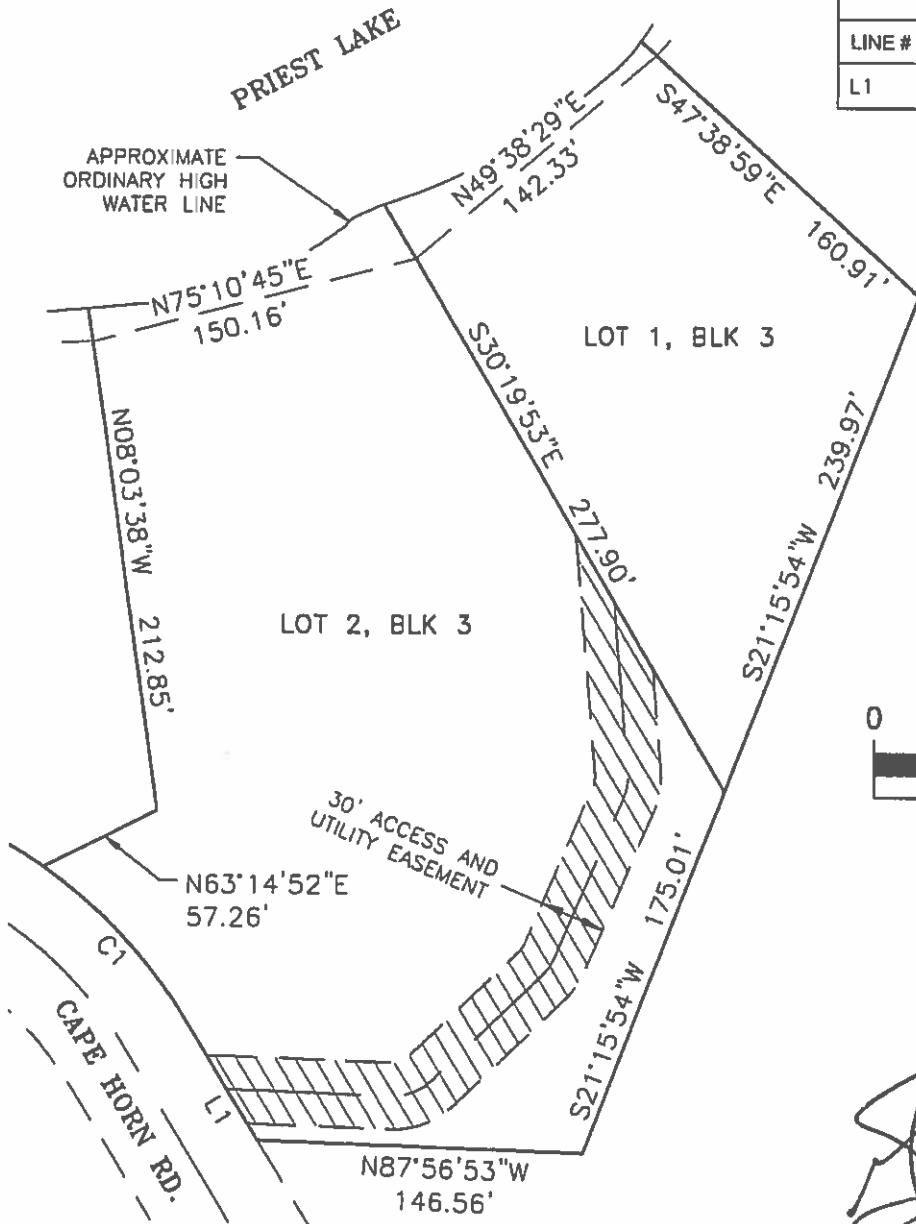 PRIEST LAKE
LINE #
L1
APPROXIMATE
ORDINARY HIGH
WATER LINE
N49°38'29"E
142.33'
S47°38'59"E
160.91'
N75°10'45"E
150.16'
LOT 1, BLK 3
S30°19'53"E
277.90'
N08°03'38"W
212.85'
S21°15'54"W
239.97'
LOT 2, BLK 3
0
30' ACCESS AND
UTILITY EASEMENT
N63°14'52"E
57.26'
S21°15'54"W
175.01'
C1
CAPE HORN RD.
L1
N87°56'53"W
146.56'